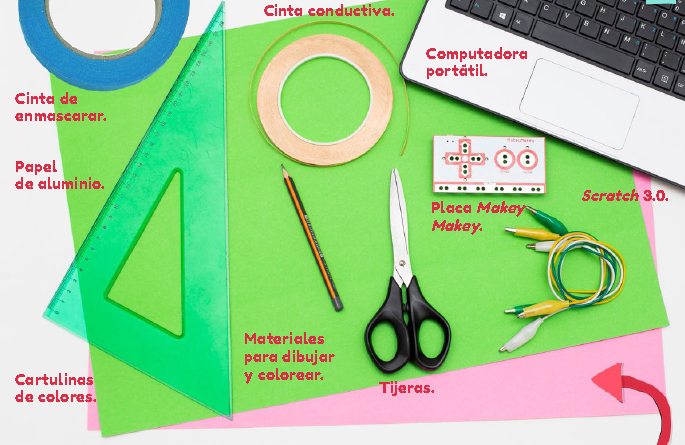 Cinta conductiva.
Computadora
portátil.
Cinta de
enmascarar.
Papel
de aluminio.
Scratch 3.0.
Placa Makey
Makey.
Materiales
para dibujar
y colorear.
Cartulinas
de colores.
Tijeras.